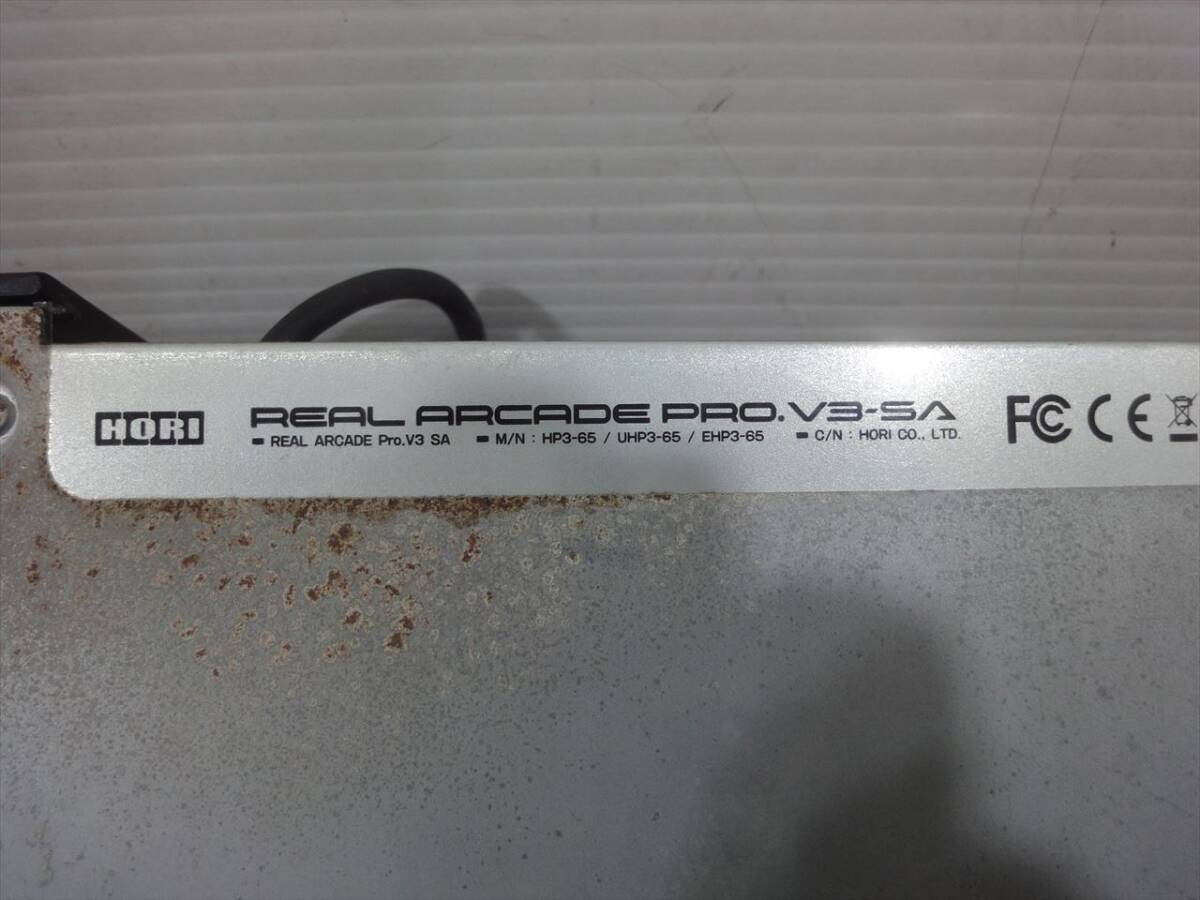 HORI
REAL ARCADE PRO.V3-SA
REAL ARCADE Pro.V3 SA M/N : HP3-65 / UHP3-65 / EHP3-65 C/N : HORI CO., LTD.
FC CE